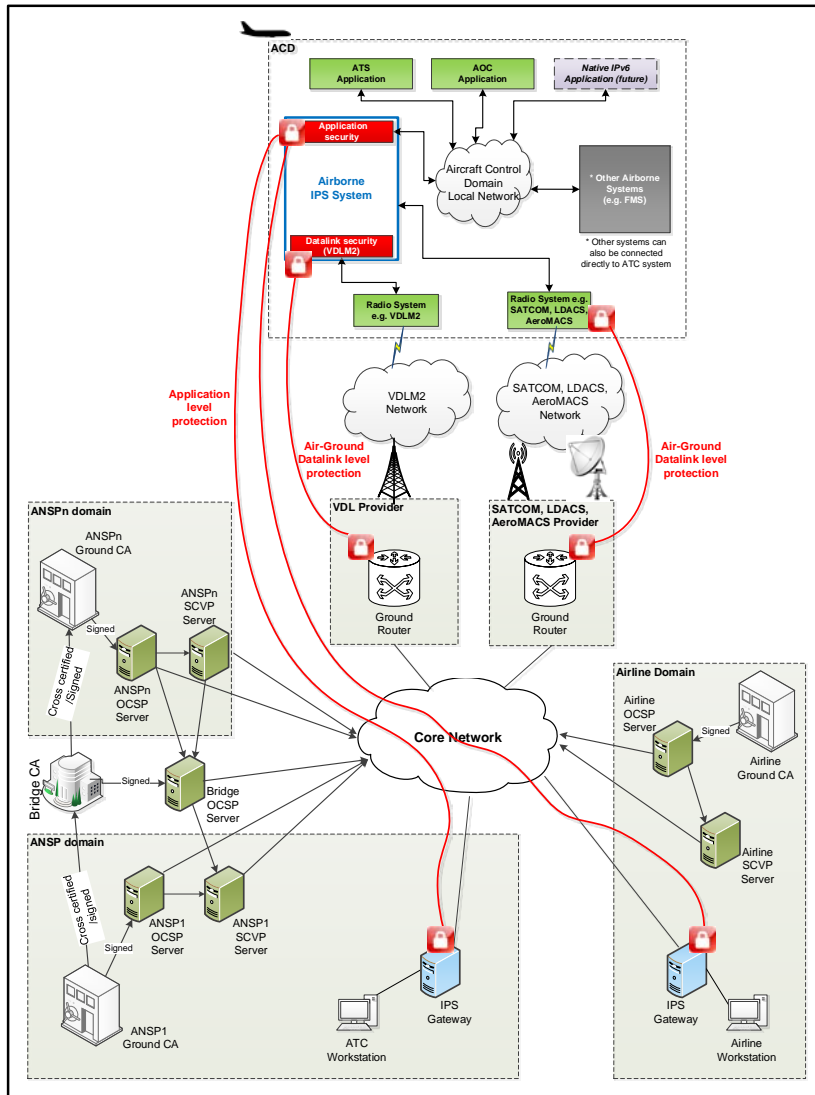 ACD
ATS
Application
AOC
Application
Native IPv6
Application (future)
Application
security
Airborne
IPS System
Datalink security
(VDLM2)
Aircraft Control
Domain
Local Network
* Other Airborne
Systems
(e.g. FMS)
* Other systems can
also be connected
directly to ATC system
Radio System
e.g. VDLM2
Radio System e.g.
SATCOM, LDACS,
AeroMACS
Application
level
protection
VDLM2
Network
SATCOM, LDACS,
AeroMACS
Network
Air-Ground
Datalink level
protection
Air-Ground
Datalink level
protection
ANSPn domain
ANSPn
Ground CA
Signed
ANSPn
SCVP
Server
ANSPn
OCSP
Server
Cross certified
/Signed
VDL Provider
Ground
Router
SATCOM, LDACS,
AeroMACS Provider
Ground
Router
Core Network
Airline Domain
Airline
OCSP
Server
Signed
Airline
Ground CA
Airline
SCVP
Server
Bridge CA
Signed
Bridge
OCSP
Server
ANSP domain
Cross certified
/signed
Signed
ANSP1
OCSP
Server
ANSP1
SCVP
Server
ANSP1
Ground CA
ATC
Workstation
IPS
Gateway
IPS
Gateway
Airline
Workstation